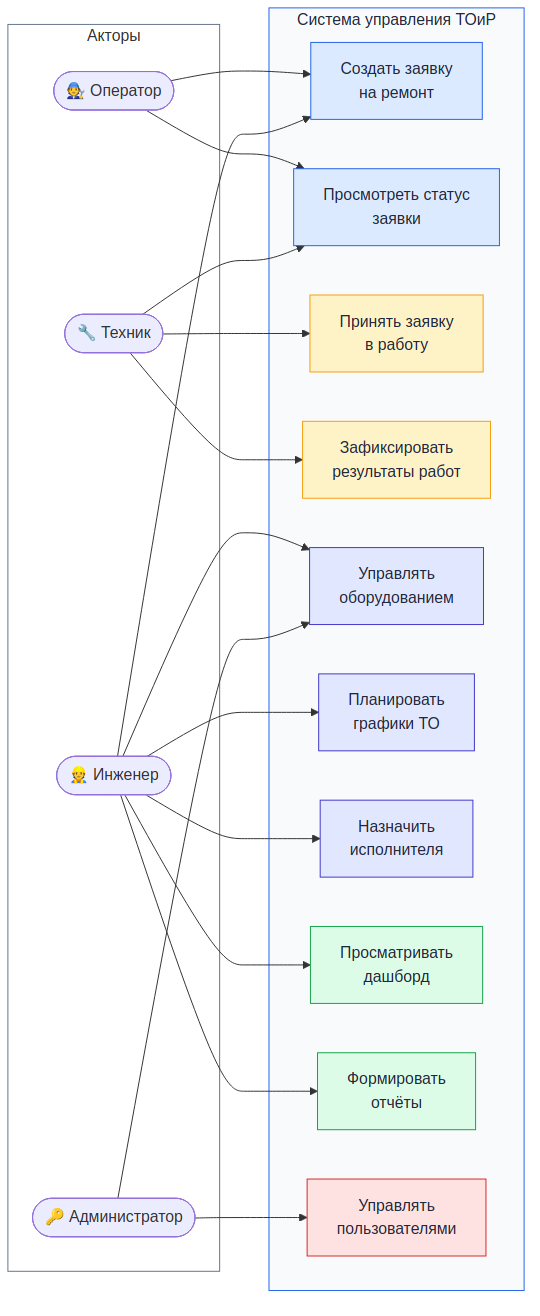 Акторы
🧑‍🔧 Оператор
🔧 Техник
👷 Инженер
🔑 Администратор
Система управления ТОиР
Создать заявку
на ремонт
Просмотреть статус
заявки
Принять заявку
в работу
Зафиксировать
результаты работ
Управлять
оборудованием
Планировать
графики ТО
Назначить
исполнителя
Просматривать
дашборд
Формировать
отчёты
Управлять
пользователями